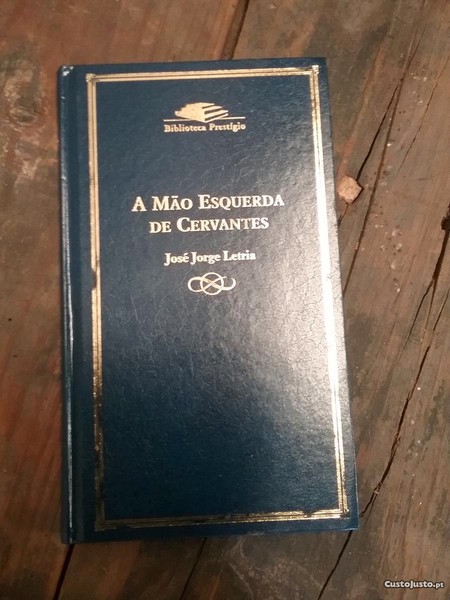 Biblioteca Prestígio
A MÃO ESQUERDA
DE CERVANTES
José Jorge Letria
CustoJusto.pt